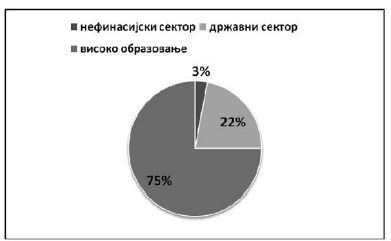 нефинасијски сектор државни сектор
високо образовање
3%
22%
75%